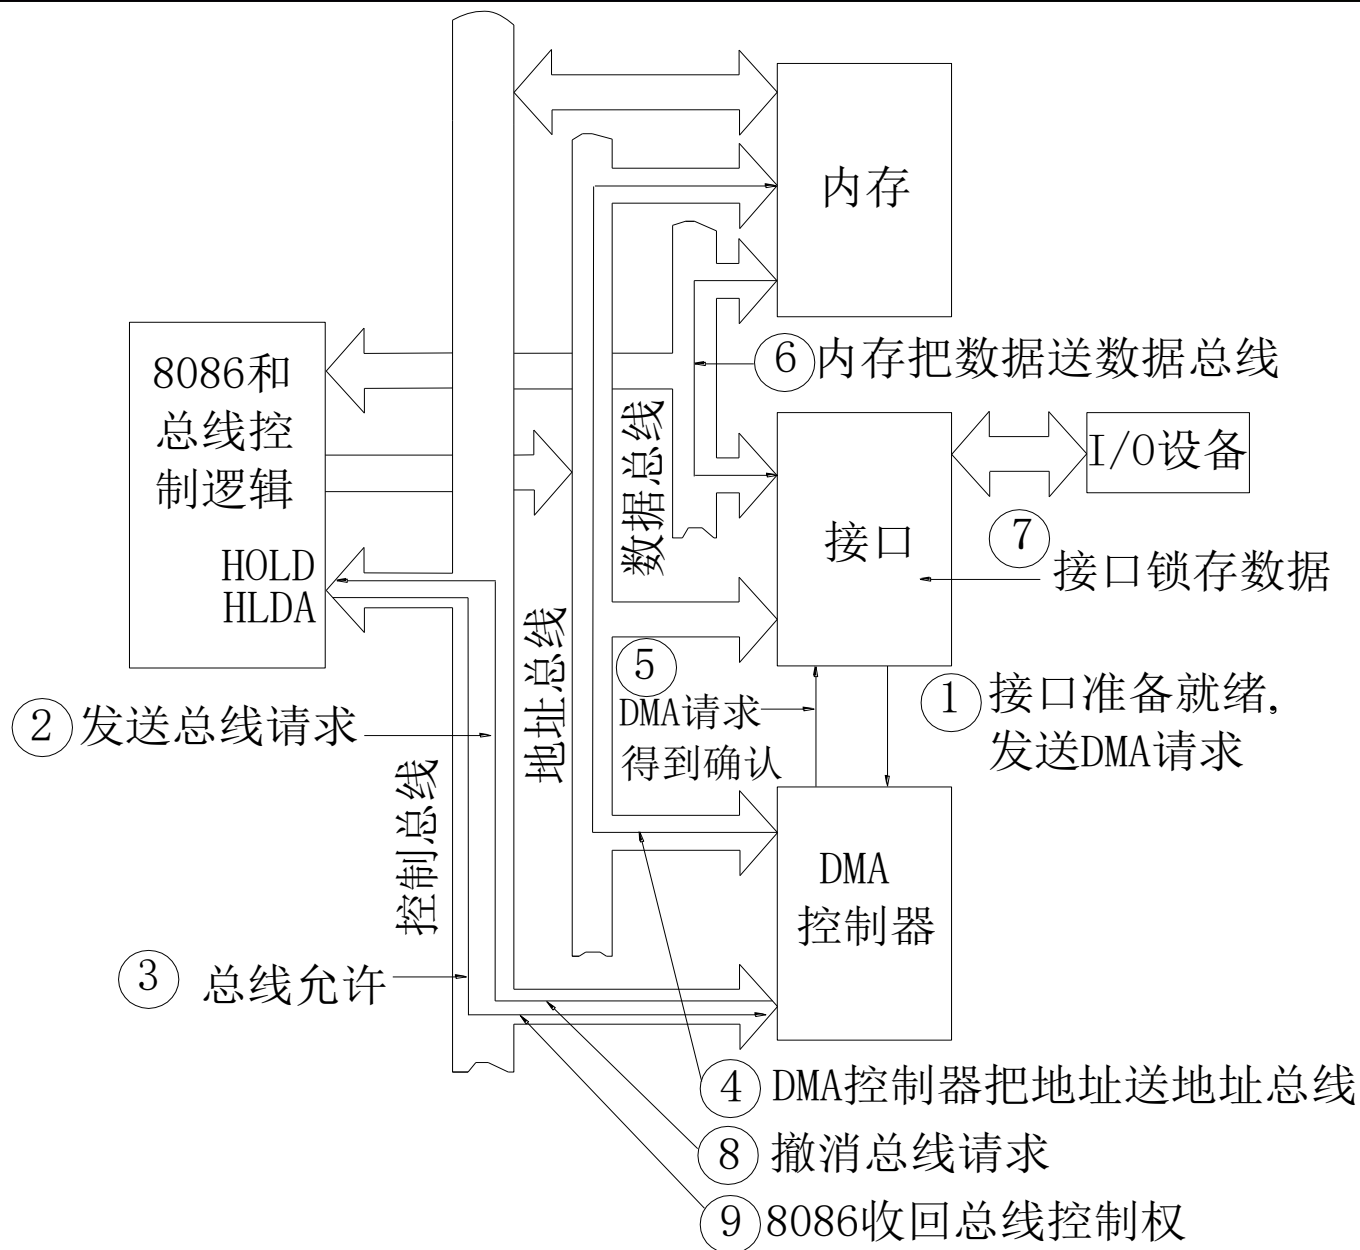 内存
⑥内存把数据送数据总线
8086和
总线控
制逻辑
HOLD
HLDA
数据总线
I/O设备
接口
⑦
接口锁存数据
地址总线
⑤
DMA请求
得到确认
①接口准备就绪,
发送DMA请求
②发送总线请求
控制总线
DMA
控制器
③ 总线允许
④ DMA控制器把地址送地址总线
⑧ 撤消总线请求
⑨8086收回总线控制权